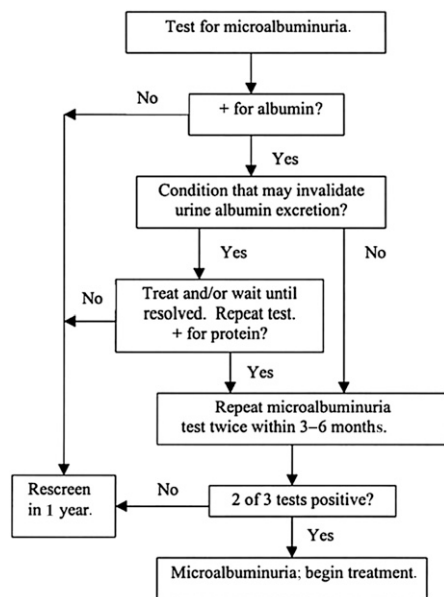 Test for microalbuminuria.
No
+ for albumin?
Yes
Condition that may invalidate
urine albumin excretion?
Yes
No
No
Treat and/or wait until
resolved. Repeat test.
+ for protein?
Yes
Repeat microalbuminuria
test twice within 3–6 months.
Rescreen
in 1 year.
No
2 of 3 tests positive?
Yes
Microalbuminuria; begin treatment.